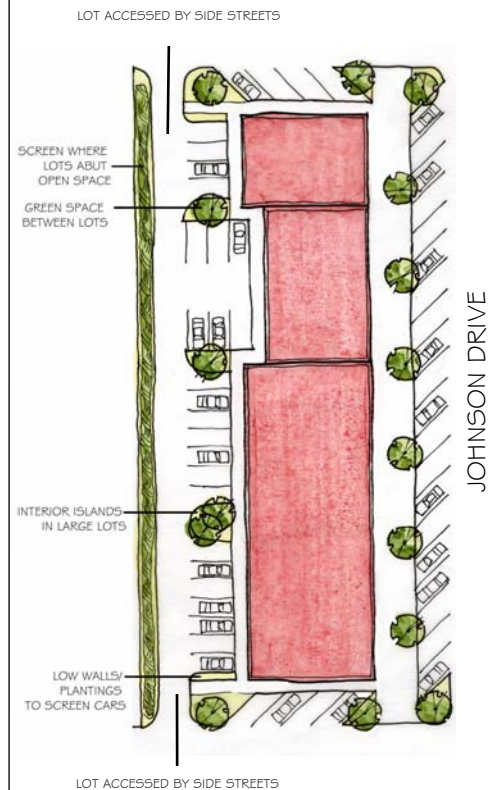 LOT ACCESSED BY SIDE STREETS
SCREEN WHERE
LOTS ABUT
OPEN SPACE
GREEN SPACE
BETWEEN LOTS
JOHNSON DRIVE
INTERIOR ISLANDS
IN LARGE LOTS
LOW WALLS/
PLANTINGS
TO SCREEN CARS
LOT ACCESSED BY SIDE STREETS